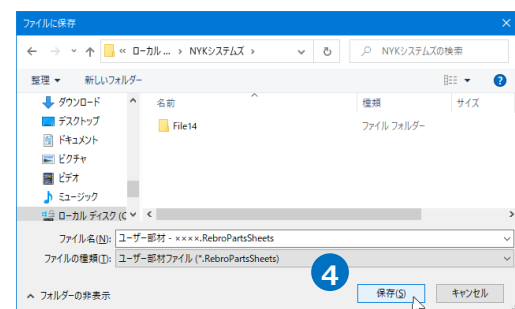 ファイルに保存
« ローカル ... › NYKシステムズ ›
NYKシステムズの検索
整理 新しいフォルダー
名前 種類 サイズ
ダウンロード
デスクトップ
File14 ファイル フォルダー
ドキュメント
ピクチャ
ビデオ
ミュージック
ローカル ディスク (C
ファイル名(N): ユーザー部材 - ××××.RebroPartsSheets
ファイルの種類(T): ユーザー部材ファイル (*.RebroPartsSheets)
4
フォルダーの非表示 保存(S) キャンセル